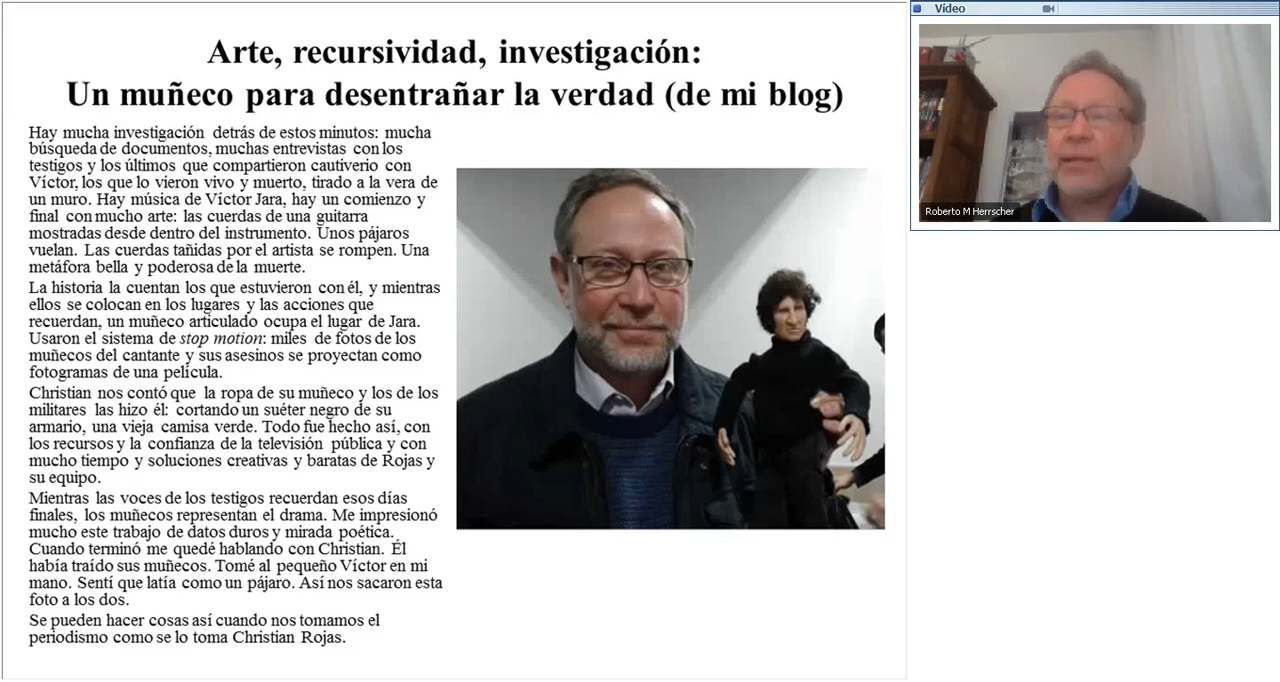 Arte, recursividad, investigación:
Un muñeco para desentrañar la verdad (de mi blog)
Hay mucha investigación detrás de estos minutos: mucha
búsqueda de documentos, muchas entrevistas con los
testigos y los últimos que compartieron cautiverio con
Víctor, los que lo vieron vivo y muerto, tirado a la vera de
un muro. Hay música de Víctor Jara, hay un comienzo y
final con mucho arte: las cuerdas de una guitarra
mostradas desde dentro del instrumento. Unos pájaros
vuelan. Las cuerdas tañidas por el artista se rompen. Una
metáfora bella y poderosa de la muerte.
La historia la cuentan los que estuvieron con él, y mientras
ellos se colocan en los lugares y las acciones que
recuerdan, un muñeco articulado ocupa el lugar de Jara.
Usaron el sistema de stop motion: miles de fotos de los
muñecos del cantante y sus asesinos se proyectan como
fotogramas de una película.
Christian nos contó que la ropa de su muñeco y los de los
militares las hizo él: cortando un suéter negro de su
armario, una vieja camisa verde. Todo fue hecho así, con
los recursos y la confianza de la televisión pública y con
mucho tiempo y soluciones creativas y baratas de Rojas y
su equipo.
Mientras las voces de los testigos recuerdan esos días
finales, los muñecos representan el drama. Me impresionó
mucho este trabajo de datos duros y mirada poética.
Cuando terminó me quedé hablando con Christian. Él
había traído sus muñecos. Tomé al pequeño Víctor en mi
mano. Sentí que latía como un pájaro. Así nos sacaron esta
foto a los dos.
Se pueden hacer cosas así cuando nos tomamos el
periodismo como se lo toma Christian Rojas.
Vídeo
Roberto M Herrscher